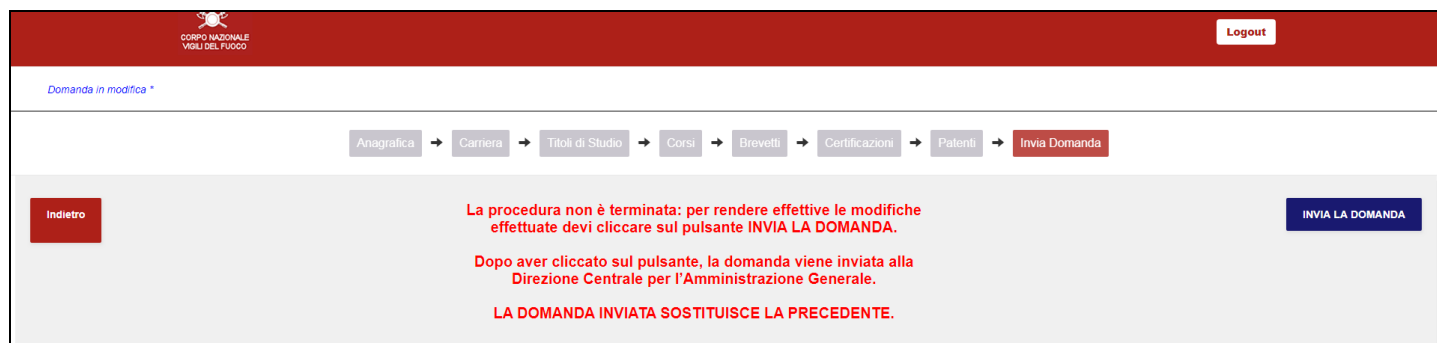 CORPO NAZIONALE
VIGILI DEL FUOCO
Logout
Domanda in modifica *
Anagrafica → Carriera → Titoli di Studio → Corsi → Brevetti → Certificazioni → Patenti → Invia Domanda
Indietro
La procedura non è terminata: per rendere effettive le modifiche
effettuate devi cliccare sul pulsante INVIA LA DOMANDA.
Dopo aver cliccato sul pulsante, la domanda viene inviata alla
Direzione Centrale per l'Amministrazione Generale.
LA DOMANDA INVIATA SOSTITUISCE LA PRECEDENTE.
INVIA LA DOMANDA